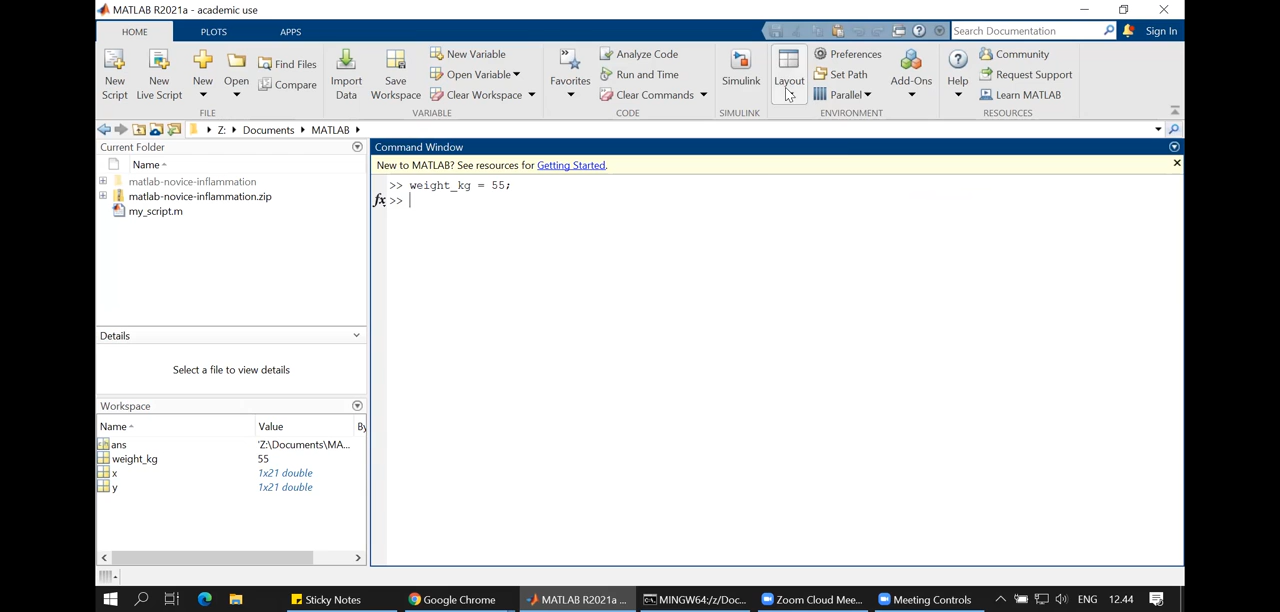 MATLAB R2021a - academic use
HOME PLOTS APPS
Search Documentation
Sign In
New Script
New Live Script
New
Open
Find Files
Compare
FILE
Import Data
Save Workspace
New Variable
Open Variable
Clear Workspace
VARIABLE
Favorites
Analyze Code
Run and Time
Clear Commands
CODE
Simulink
SIMULINK
Layout
Preferences
Set Path
Parallel
Add-Ons
ENVIRONMENT
Help
Community
Request Support
Learn MATLAB
RESOURCES
Z: Documents MATLAB
Current Folder
Name
matlab-novice-inflammation
matlab-novice-inflammation.zip
my_script.m
Details
Select a file to view details
Workspace
Name Value By
ans 'Z:\Documents\MA...
weight_kg 55
x 1x21 double
y 1x21 double
Command Window
New to MATLAB? See resources for Getting Started.
>> weight_kg = 55;
fx >>
Sticky Notes
Google Chrome
MATLAB R2021a ...
MINGW64:/z/Doc...
Zoom Cloud Mee...
Meeting Controls
ENG
12.44